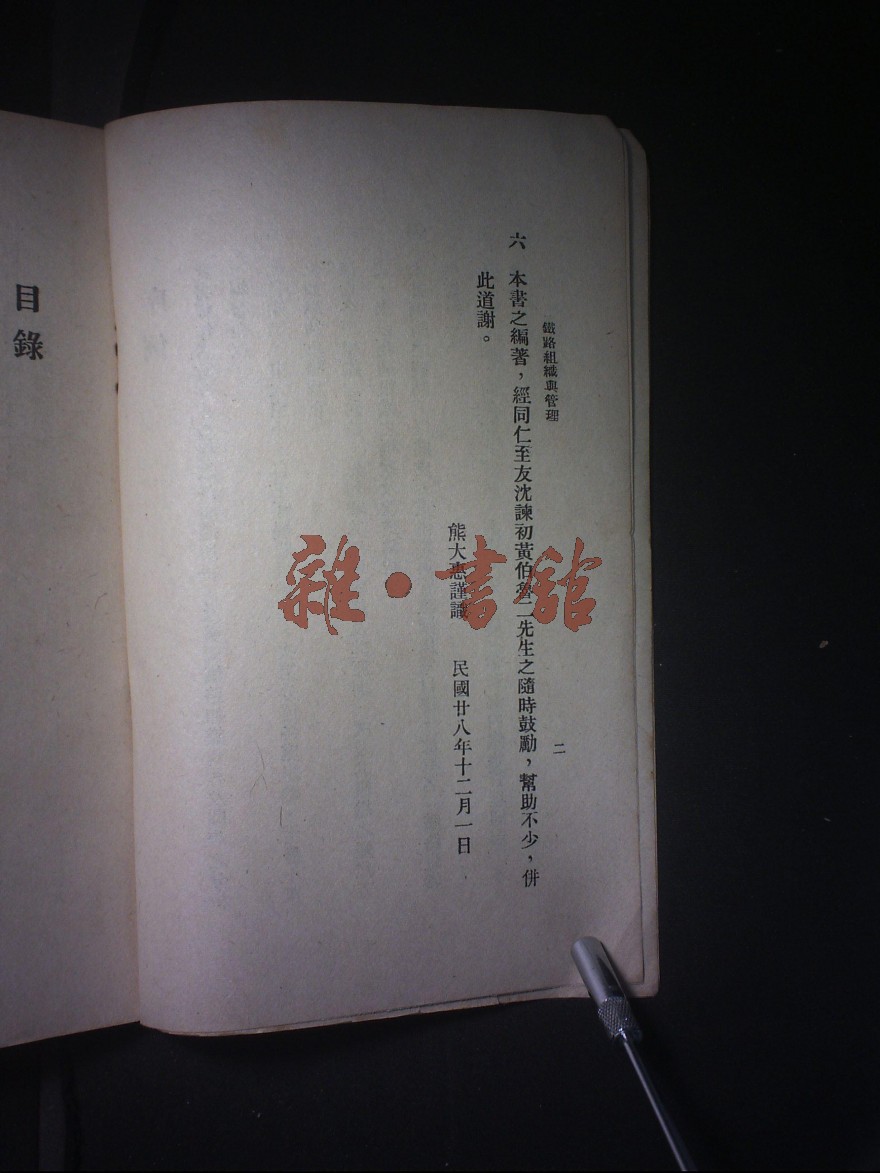 鐵路組織與管理
二
六　本書之編著，經同仁至友沈諫初黃伯魯二先生之隨時鼓勵，幫助不少，併
此道謝。
熊大惠謹識　民國廿八年十二月一日
目錄
雜·書館